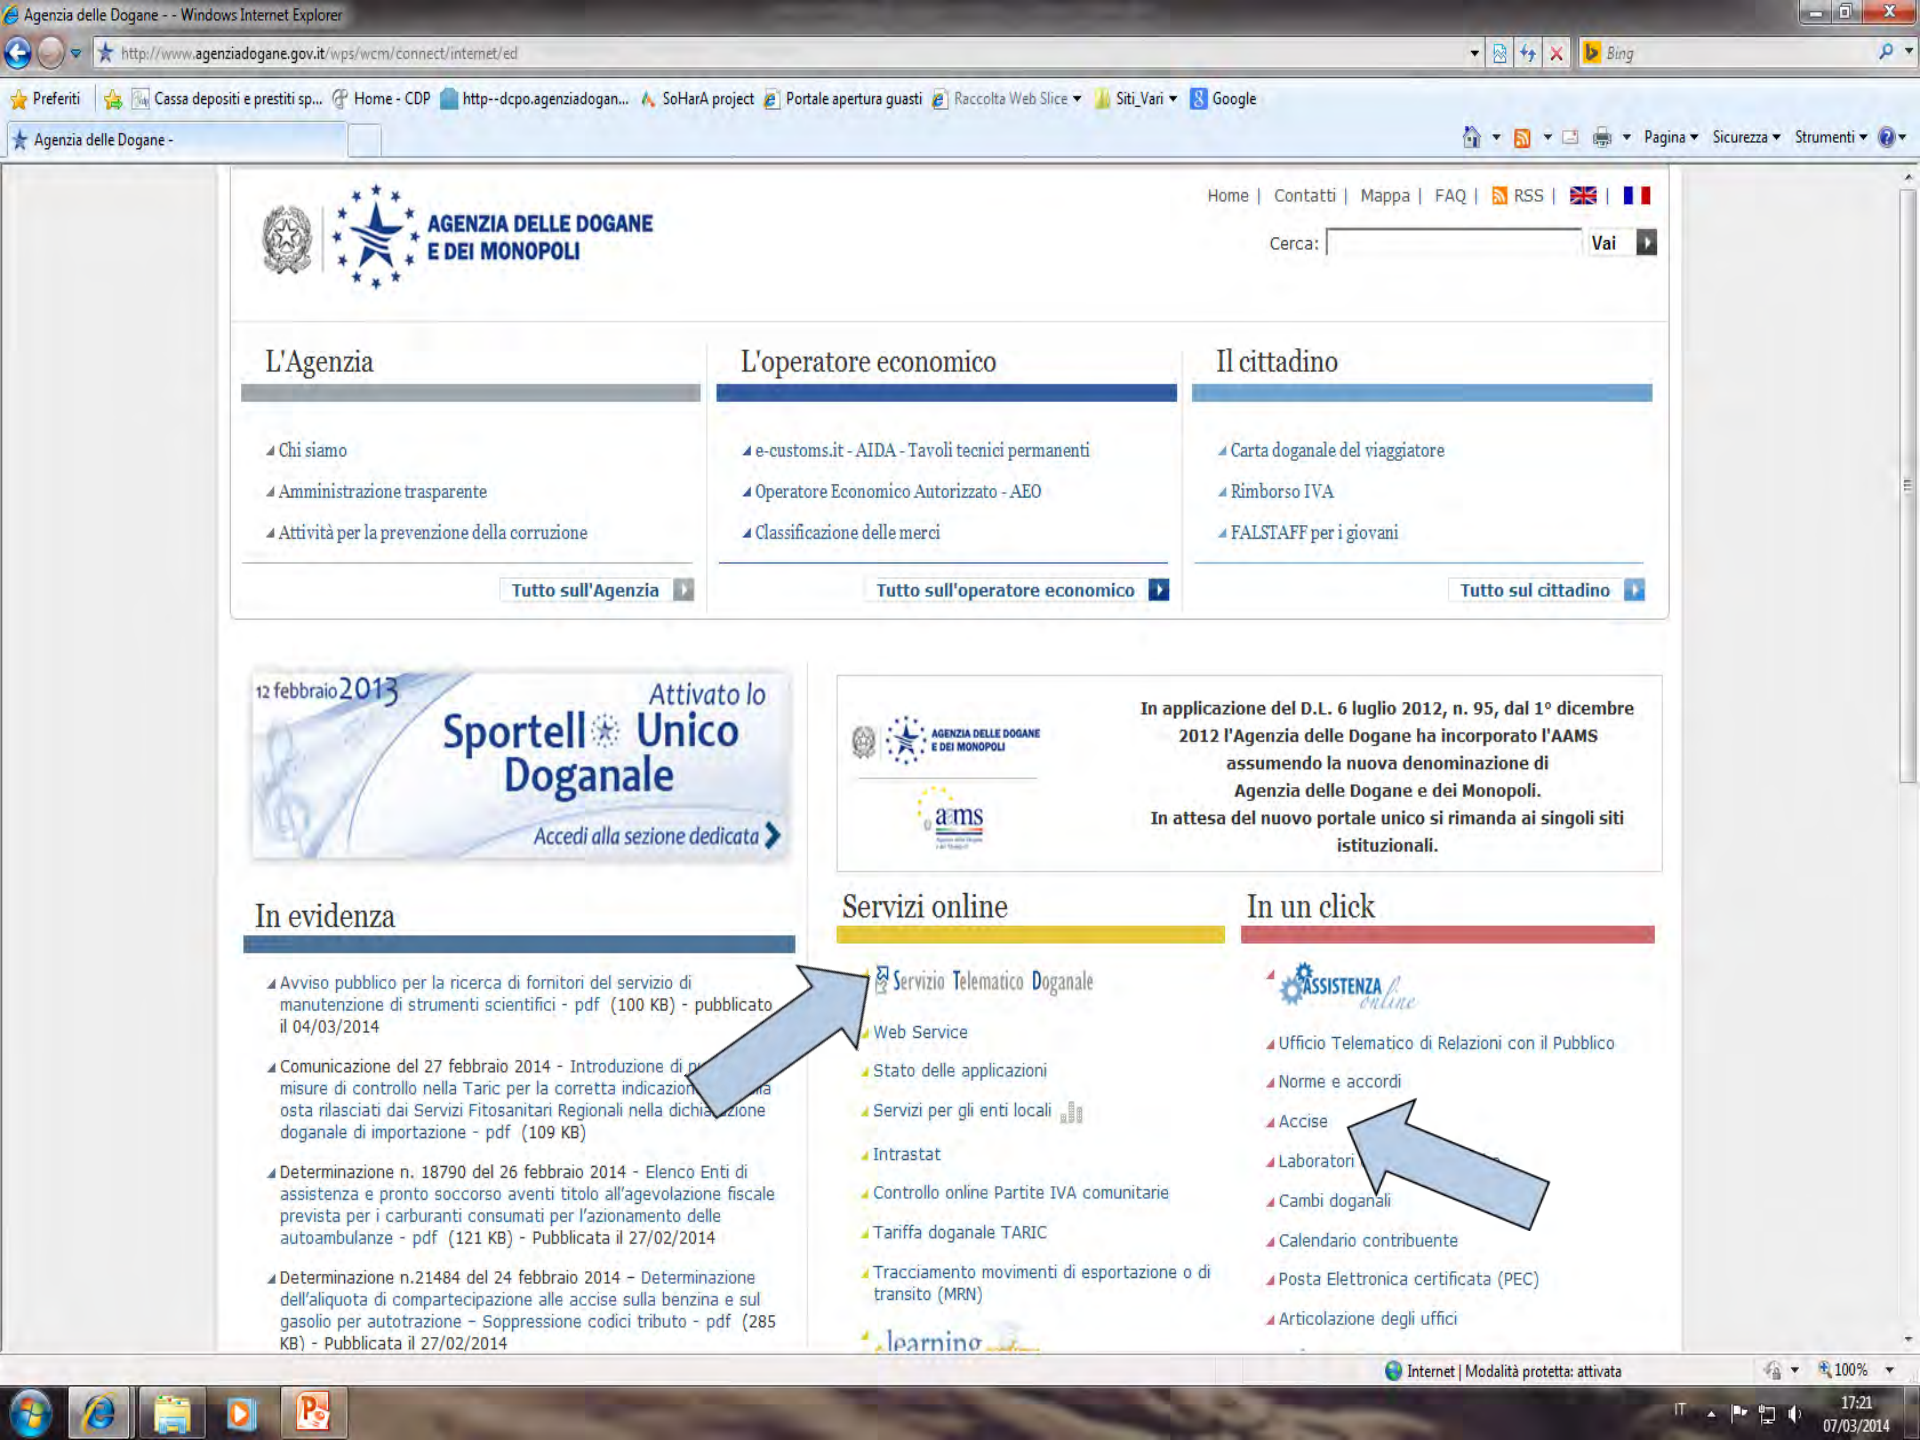 Agenzia delle Dogane - - Windows Internet Explorer
http://www.agenziadogane.gov.it/wps/wcm/connect/internet/ed
Bing
Preferiti
Cassa depositi e prestiti sp...
Home - CDP
http--dcpo.agenziadogan...
SoHarA project
Portale apertura guasti
Raccolta Web Slice
Siti_Vari
Google
Agenzia delle Dogane -
Pagina
Sicurezza
Strumenti
AGENZIA DELLE DOGANE
E DEI MONOPOLI
Home | Contatti | Mappa | FAQ | RSS |
Cerca:
Vai
L'Agenzia
Chi siamo
Amministrazione trasparente
Attività per la prevenzione della corruzione
Tutto sull'Agenzia
L'operatore economico
e-customs.it - AIDA - Tavoli tecnici permanenti
Operatore Economico Autorizzato - AEO
Classificazione delle merci
Tutto sull'operatore economico
Il cittadino
Carta doganale del viaggiatore
Rimborso IVA
FALSTAFF per i giovani
Tutto sul cittadino
12 febbraio 2013
Attivato lo
Sportello Unico
Doganale
Accedi alla sezione dedicata
AGENZIA DELLE DOGANE
E DEI MONOPOLI
aams
In applicazione del D.L. 6 luglio 2012, n. 95, dal 1° dicembre
2012 l'Agenzia delle Dogane ha incorporato l'AAMS
assumendo la nuova denominazione di
Agenzia delle Dogane e dei Monopoli.
In attesa del nuovo portale unico si rimanda ai singoli siti
istituzionali.
In evidenza
Avviso pubblico per la ricerca di fornitori del servizio di
manutenzione di strumenti scientifici - pdf (100 KB) - pubblicato
il 04/03/2014
Comunicazione del 27 febbraio 2014 - Introduzione di
misure di controllo nella Taric per la corretta
osta rilasciati dai Servizi Fitosanitari Regionali nella
doganale di importazione - pdf (109 KB)
Determinazione n. 18790 del 26 febbraio 2014 - Elenco Enti di
assistenza e pronto soccorso aventi titolo all'agevolazione fiscale
prevista per i carburanti consumati per l'azionamento delle
autoambulanze - pdf (121 KB) - Pubblicata il 27/02/2014
Determinazione n.21484 del 24 febbraio 2014 – Determinazione
dell'aliquota di compartecipazione alle accise sulla benzina e sul
gasolio per autotrazione – Soppressione codici tributo - pdf (285
KB) - Pubblicata il 27/02/2014
Servizi online
Servizio Telematico Doganale
Web Service
Stato delle applicazioni
Servizi per gli enti locali
Intrastat
Controllo online Partite IVA comunitarie
Tariffa doganale TARIC
Tracciamento movimenti di esportazione o di
transito (MRN)
learning
In un click
ASSISTENZA online
Ufficio Telematico di Relazioni con il Pubblico
Norme e accordi
Accise
Laboratori
Cambi doganali
Calendario contribuente
Posta Elettronica certificata (PEC)
Articolazione degli uffici
Internet | Modalità protetta: attivata
100%
IT
17:21
07/03/2014